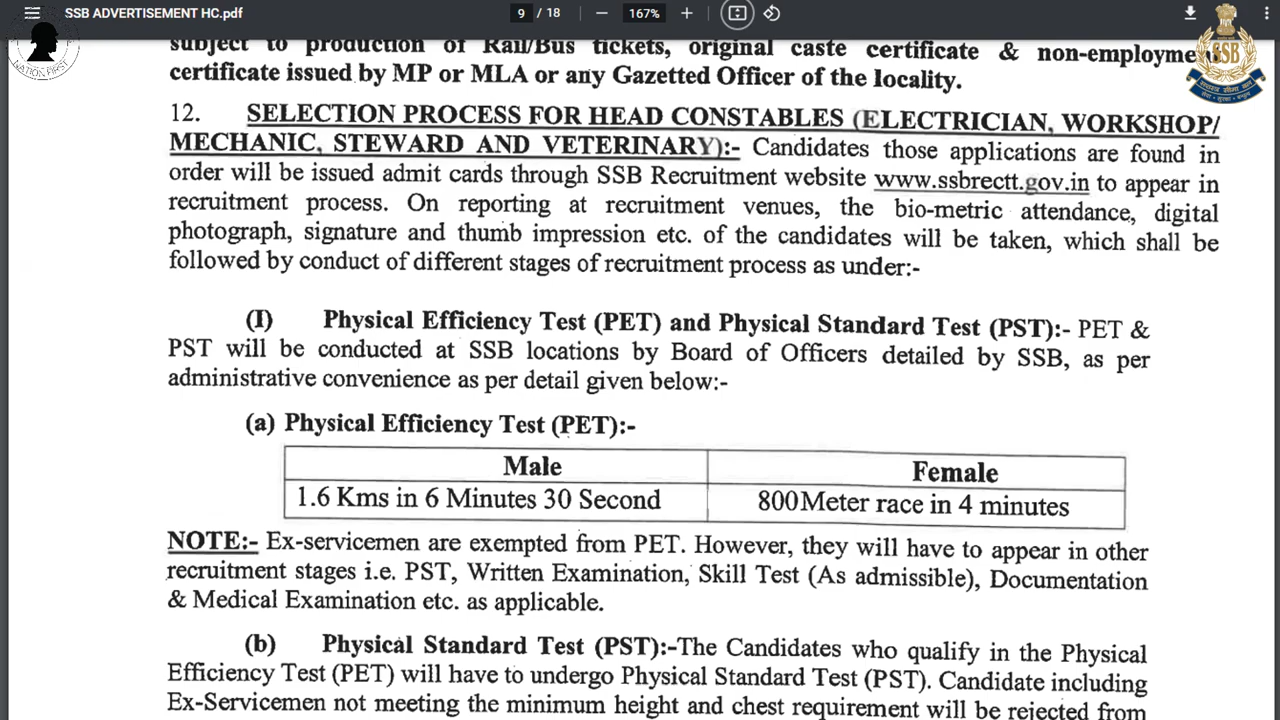 SSB ADVERTISEMENT HC.pdf
9 / 18
167%
NATION FIRST
SSB
subject to production of Rail/Bus tickets, original caste certificate & non-employme
certificate issued by MP or MLA or any Gazetted Officer of the locality.
12. SELECTION PROCESS FOR HEAD CONSTABLES (ELECTRICIAN, WORKSHOP/
MECHANIC, STEWARD AND VETERINARY):- Candidates those applications are found in
order will be issued admit cards through SSB Recruitment website www.ssbrectt.gov.in to appear in
recruitment process. On reporting at recruitment venues, the bio-metric attendance, digital
photograph, signature and thumb impression etc. of the candidates will be taken, which shall be
followed by conduct of different stages of recruitment process as under:-
(I) Physical Efficiency Test (PET) and Physical Standard Test (PST):- PET &
PST will be conducted at SSB locations by Board of Officers detailed by SSB, as per
administrative convenience as per detail given below:-
(a) Physical Efficiency Test (PET):-
Male Female
1.6 Kms in 6 Minutes 30 Second 800Meter race in 4 minutes
NOTE:- Ex-servicemen are exempted from PET. However, they will have to appear in other
recruitment stages i.e. PST, Written Examination, Skill Test (As admissible), Documentation
& Medical Examination etc. as applicable.
(b) Physical Standard Test (PST):-The Candidates who qualify in the Physical
Efficiency Test (PET) will have to undergo Physical Standard Test (PST). Candidate including
Ex-Servicemen not meeting the minimum height and chest requirement will be rejected from